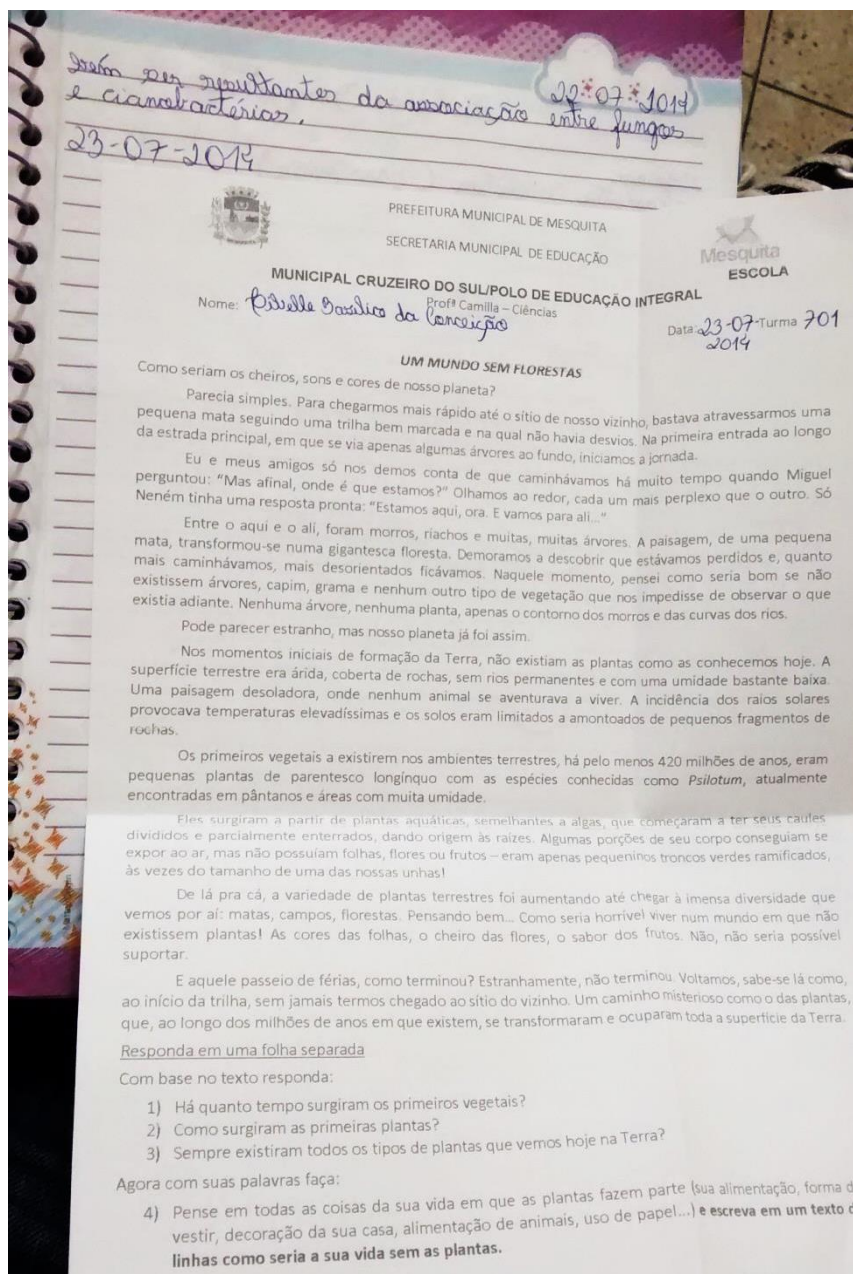 22*07*2014
resultantes da associação entre fungos
e cianobactérias.
23-07-2014
PREFEITURA MUNICIPAL DE MESQUITA
SECRETARIA MUNICIPAL DE EDUCAÇÃO
Mesquita
ESCOLA
MUNICIPAL CRUZEIRO DO SUL/POLO DE EDUCAÇÃO INTEGRAL
Profª Camilla – Ciências
Nome: da Conceição
Data: 23-07- Turma 701
2014
UM MUNDO SEM FLORESTAS
Como seriam os cheiros, sons e cores de nosso planeta?
Parecia simples. Para chegarmos mais rápido até o sítio de nosso vizinho, bastava atravessarmos uma
pequena mata seguindo uma trilha bem marcada e na qual não havia desvios. Na primeira entrada ao longo
da estrada principal, em que se via apenas algumas árvores ao fundo, iniciamos a jornada.
Eu e meus amigos só nos demos conta de que caminhávamos há muito tempo quando Miguel
perguntou: "Mas afinal, onde é que estamos?" Olhamos ao redor, cada um mais perplexo que o outro. Só
Neném tinha uma resposta pronta: "Estamos aqui, ora. E vamos para ali..."
Entre o aqui e o ali, foram morros, riachos e muitas, muitas árvores. A paisagem, de uma pequena
mata, transformou-se numa gigantesca floresta. Demoramos a descobrir que estávamos perdidos e, quanto
mais caminhávamos, mais desorientados ficávamos. Naquele momento, pensei como seria bom se não
existissem árvores, capim, grama e nenhum outro tipo de vegetação que nos impedisse de observar o que
existia adiante. Nenhuma árvore, nenhuma planta, apenas o contorno dos morros e das curvas dos rios.
Pode parecer estranho, mas nosso planeta já foi assim.
Nos momentos iniciais de formação da Terra, não existiam as plantas como as conhecemos hoje. A
superfície terrestre era árida, coberta de rochas, sem rios permanentes e com uma umidade bastante baixa.
Uma paisagem desoladora, onde nenhum animal se aventurava a viver. A incidência dos raios solares
provocava temperaturas elevadíssimas e os solos eram limitados a amontoados de pequenos fragmentos de
rochas.
Os primeiros vegetais a existirem nos ambientes terrestres, há pelo menos 420 milhões de anos, eram
pequenas plantas de parentesco longínquo com as espécies conhecidas como Psilotum, atualmente
encontradas em pântanos e áreas com muita umidade.
Eles surgiram a partir de plantas aquáticas, semelhantes a algas, que começaram a ter seus caules
divididos e parcialmente enterrados, dando origem às raízes. Algumas porções de seu corpo conseguiam se
expor ao ar, mas não possuíam folhas, flores ou frutos – eram apenas pequeninos troncos verdes ramificados,
às vezes do tamanho de uma das nossas unhas!
De lá pra cá, a variedade de plantas terrestres foi aumentando até chegar à imensa diversidade que
vemos por aí: matas, campos, florestas. Pensando bem... Como seria horrível viver num mundo em que não
existissem plantas! As cores das folhas, o cheiro das flores, o sabor dos frutos. Não, não seria possível
suportar.
E aquele passeio de férias, como terminou? Estranhamente, não terminou. Voltamos, sabe-se lá como,
ao início da trilha, sem jamais termos chegado ao sítio do vizinho. Um caminho misterioso como o das plantas,
que, ao longo dos milhões de anos em que existem, se transformaram e ocuparam toda a superfície da Terra.
Responda em uma folha separada
Com base no texto responda:
1) Há quanto tempo surgiram os primeiros vegetais?
2) Como surgiram as primeiras plantas?
3) Sempre existiram todos os tipos de plantas que vemos hoje na Terra?
Agora com suas palavras faça:
4) Pense em todas as coisas da sua vida em que as plantas fazem parte (sua alimentação, forma d
vestir, decoração da sua casa, alimentação de animais, uso de papel...) e escreva em um texto d
linhas como seria a sua vida sem as plantas.